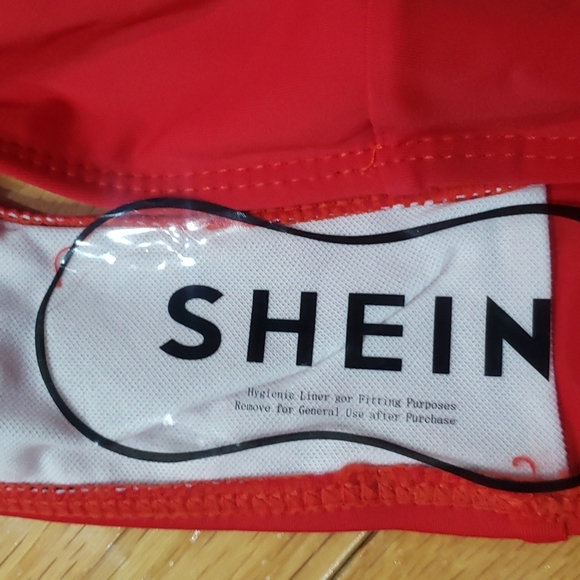 SHEIN
Hygienic Liner gor Fitting Purposes
Remove for General Use after Purchase